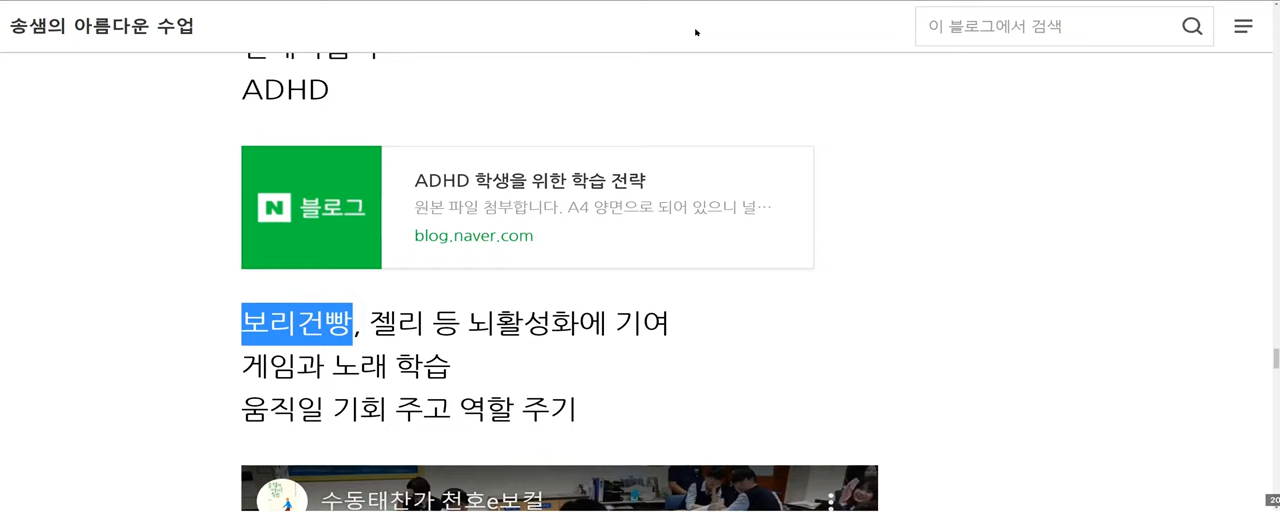 송샘의 아름다운 수업
이 블로그에서 검색
ADHD
N 블로그
ADHD 학생을 위한 학습 전략
원본 파일 첨부합니다. A4 양면으로 되어 있으니 널…
blog.naver.com
보리건빵, 젤리 등 뇌활성화에 기여
게임과 노래 학습
움직일 기회 주고 역할 주기
수동태찬가 천호e보컬
20